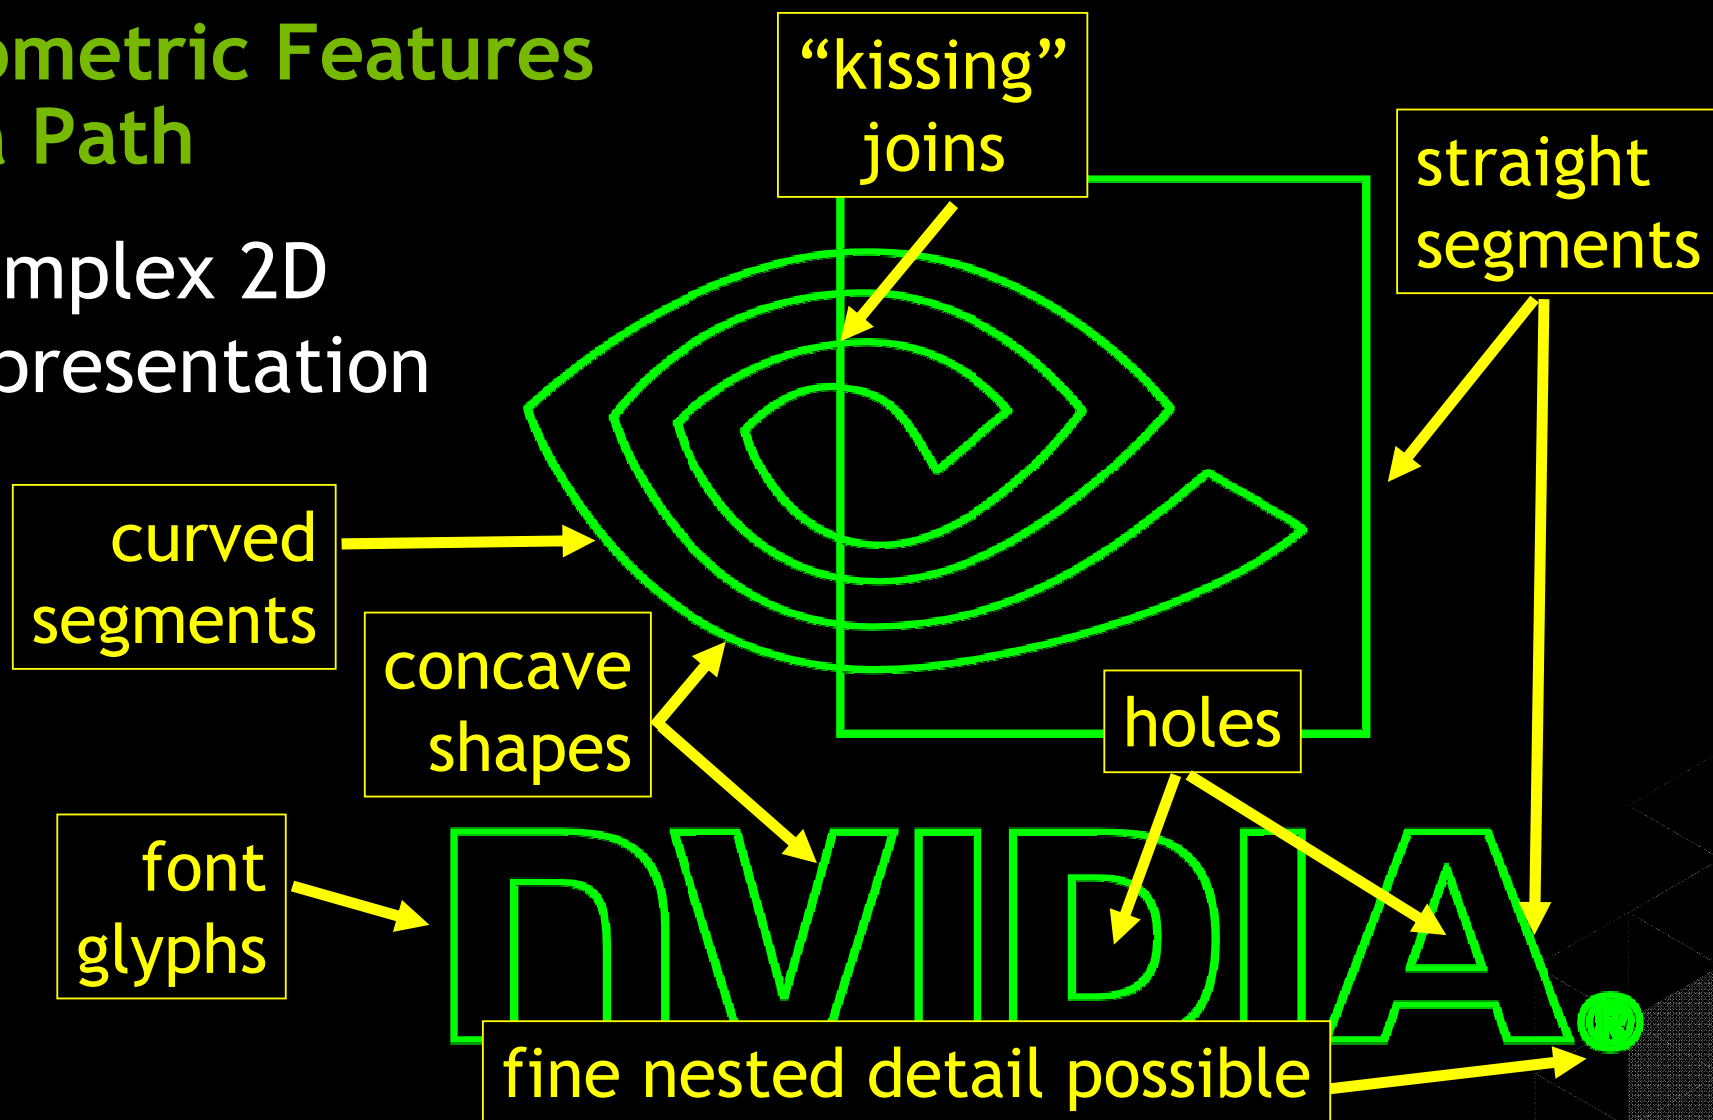 ometric Features
a Path
mplex 2D
presentation
“kissing”
joins
straight
segments
curved
segments
concave
shapes
holes
font
glyphs
NVIDIA®
fine nested detail possible